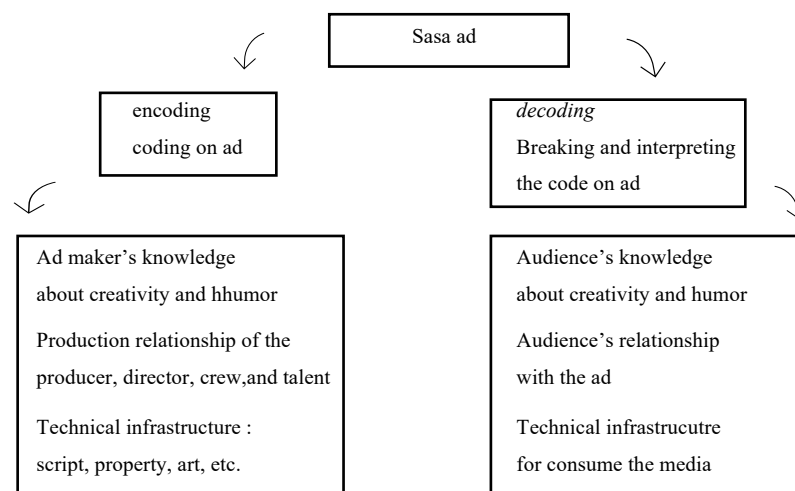 Sasa ad
encoding
coding on ad
decoding
Breaking and interpreting
the code on ad
Ad maker's knowledge
about creativity and hhumor
Production relationship of the
producer, director, crew,and talent
Technical infrastructure :
script, property, art, etc.
Audience's knowledge
about creativity and humor
Audience's relationship
with the ad
Technical infrastrucutre
for consume the media